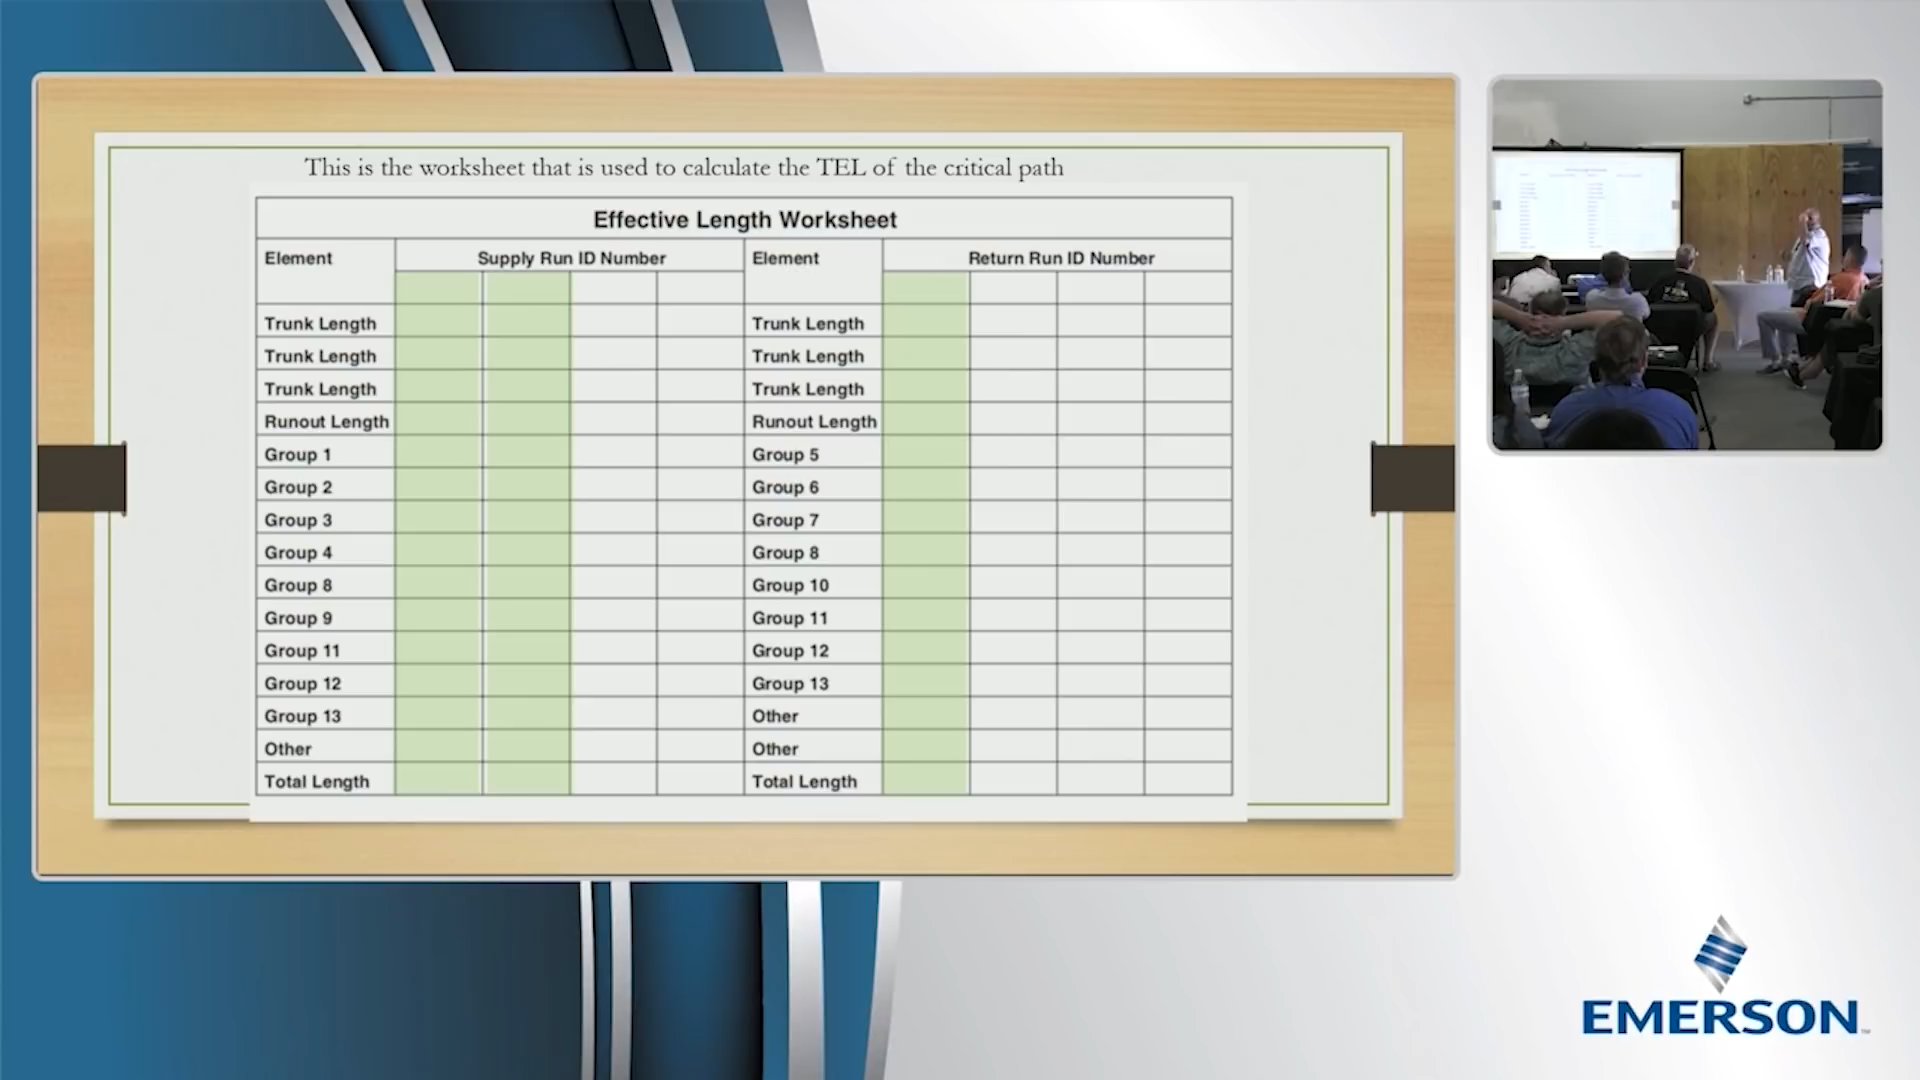 This is the worksheet that is used to calculate the TEL of the critical path
Effective Length Worksheet
Element Supply Run ID Number Element Return Run ID Number
Trunk Length Trunk Length
Trunk Length Trunk Length
Trunk Length Trunk Length
Runout Length Runout Length
Group 1 Group 5
Group 2 Group 6
Group 3 Group 7
Group 4 Group 8
Group 8 Group 10
Group 9 Group 11
Group 11 Group 12
Group 12 Group 13
Group 13 Other
Other Other
Total Length Total Length
EMERSON